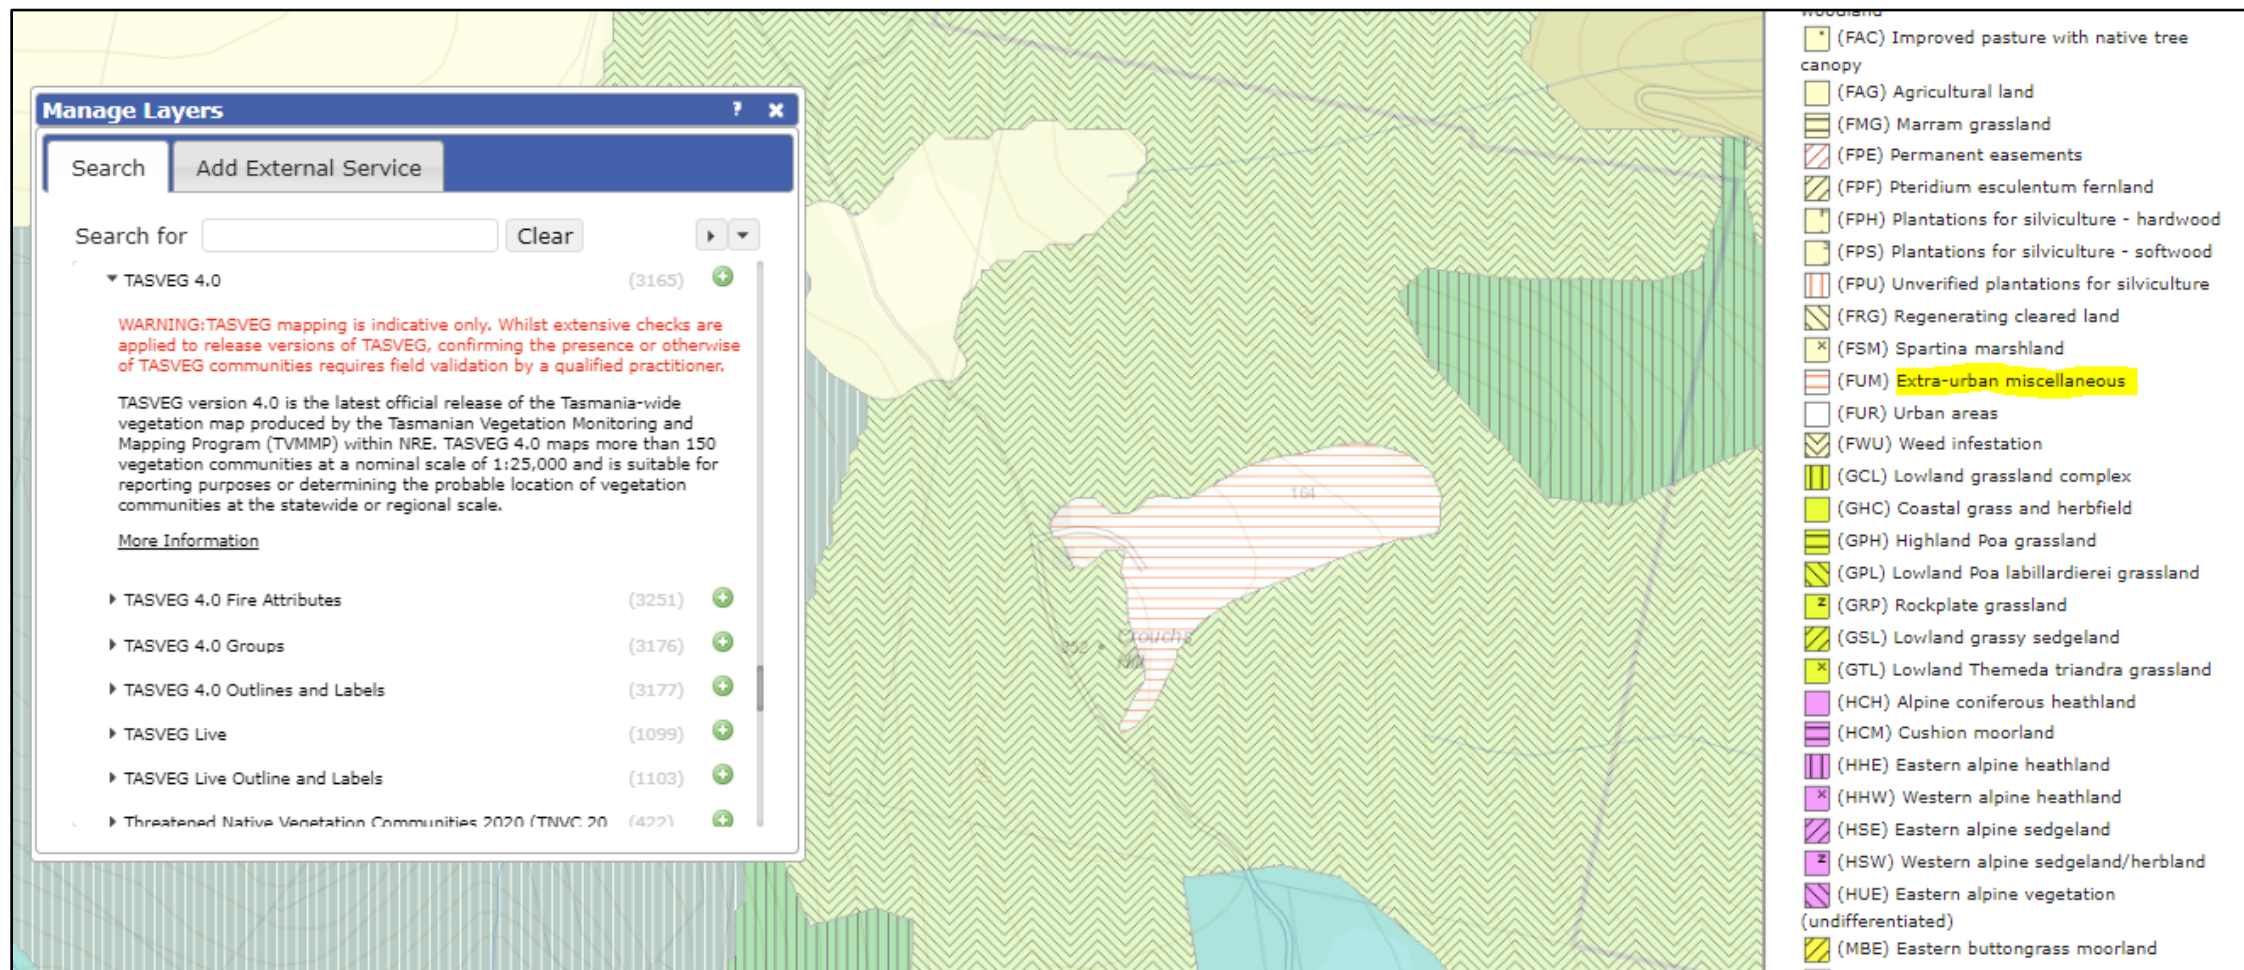 Manage Layers ? ×
Search Add External Service
Search for Clear
TASVEG 4.0 (3165)
WARNING:TASVEG mapping is indicative only. Whilst extensive checks are
applied to release versions of TASVEG, confirming the presence or otherwise
of TASVEG communities requires field validation by a qualified practitioner.
TASVEG version 4.0 is the latest official release of the Tasmania-wide
vegetation map produced by the Tasmanian Vegetation Monitoring and
Mapping Program (TVMMP) within NRE. TASVEG 4.0 maps more than 150
vegetation communities at a nominal scale of 1:25,000 and is suitable for
reporting purposes or determining the probable location of vegetation
communities at the statewide or regional scale.
More Information
TASVEG 4.0 Fire Attributes (3251)
TASVEG 4.0 Groups (3176)
TASVEG 4.0 Outlines and Labels (3177)
TASVEG Live (1099)
TASVEG Live Outline and Labels (1103)
Threatened Native Vegetation Communities 2020 (TNVC 20 (422)
164
Crouchs
352 Hill
woodland
(FAC) Improved pasture with native tree
canopy
(FAG) Agricultural land
(FMG) Marram grassland
(FPE) Permanent easements
(FPF) Pteridium esculentum fernland
(FPH) Plantations for silviculture - hardwood
(FPS) Plantations for silviculture - softwood
(FPU) Unverified plantations for silviculture
(FRG) Regenerating cleared land
(FSM) Spartina marshland
(FUM) Extra-urban miscellaneous
(FUR) Urban areas
(FWU) Weed infestation
(GCL) Lowland grassland complex
(GHC) Coastal grass and herbfield
(GPH) Highland Poa grassland
(GPL) Lowland Poa labillardierei grassland
(GRP) Rockplate grassland
(GSL) Lowland grassy sedgeland
(GTL) Lowland Themeda triandra grassland
(HCH) Alpine coniferous heathland
(HCM) Cushion moorland
(HHE) Eastern alpine heathland
(HHW) Western alpine heathland
(HSE) Eastern alpine sedgeland
(HSW) Western alpine sedgeland/herbland
(HUE) Eastern alpine vegetation
(undifferentiated)
(MBE) Eastern buttongrass moorland